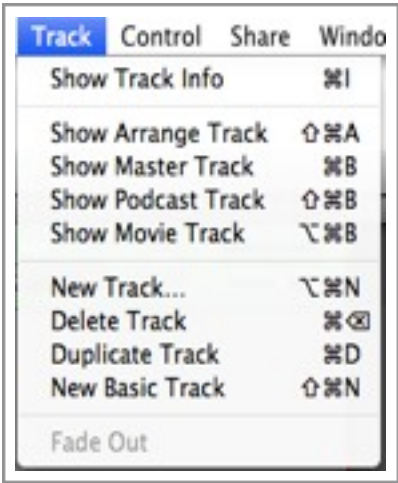 Track Control Share Windo
Show Track Info ⌘I
Show Arrange Track ⇧⌘A
Show Master Track ⌘B
Show Podcast Track ⇧⌘B
Show Movie Track ⌥⌘B
New Track... ⌥⌘N
Delete Track ⌘⌫
Duplicate Track ⌘D
New Basic Track ⇧⌘N
Fade Out